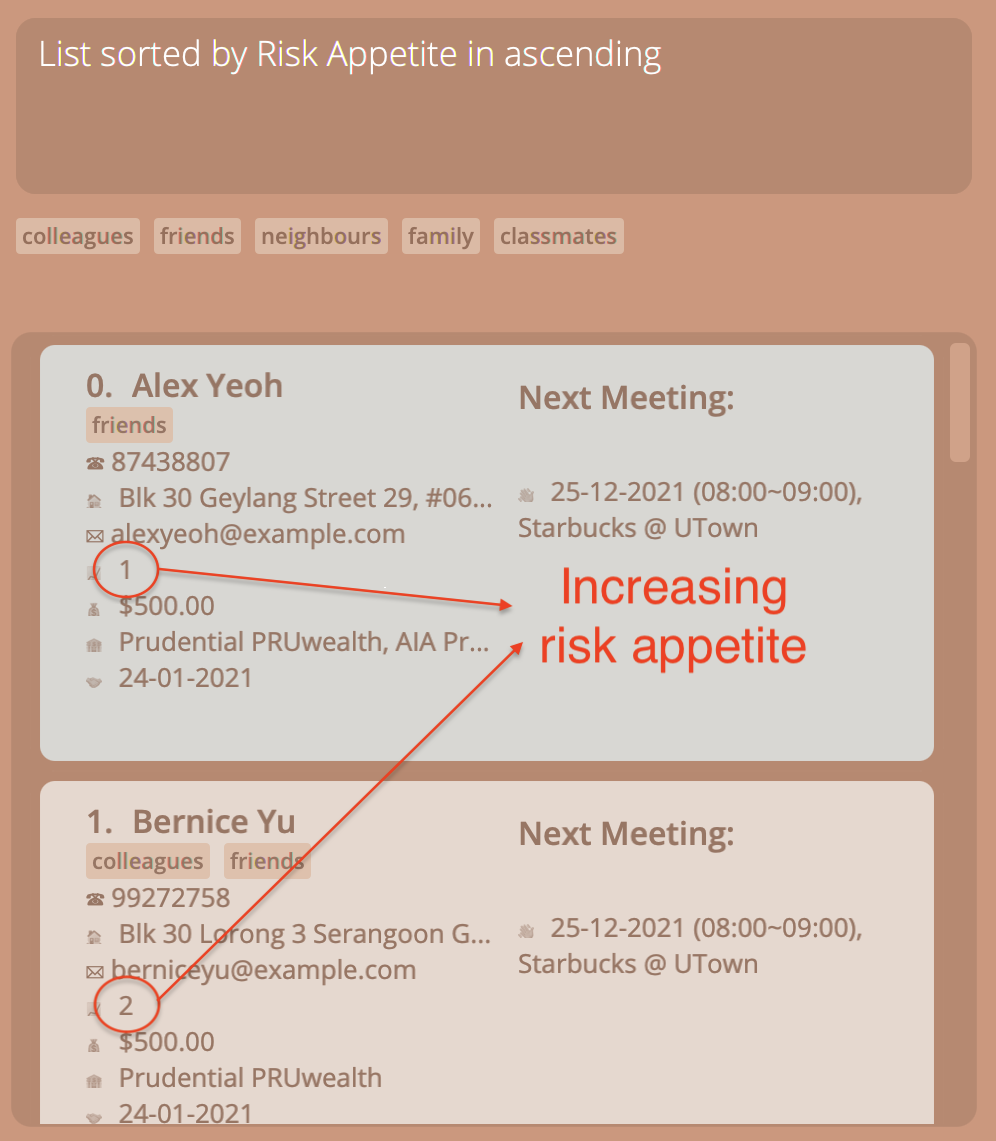 List sorted by Risk Appetite in ascending
colleagues friends neighbours family classmates
0. Alex Yeoh
friends
87438807
Blk 30 Geylang Street 29, #06...
alexyeoh@example.com
1
$500.00
Prudential PRUwealth, AIA Pr...
24-01-2021
Next Meeting:
25-12-2021 (08:00~09:00),
Starbucks @ UTown
Increasing
risk appetite
1. Bernice Yu
colleagues friends
99272758
Blk 30 Lorong 3 Serangoon G...
berniceyu@example.com
2
$500.00
Prudential PRUwealth
24-01-2021
Next Meeting:
25-12-2021 (08:00~09:00),
Starbucks @ UTown